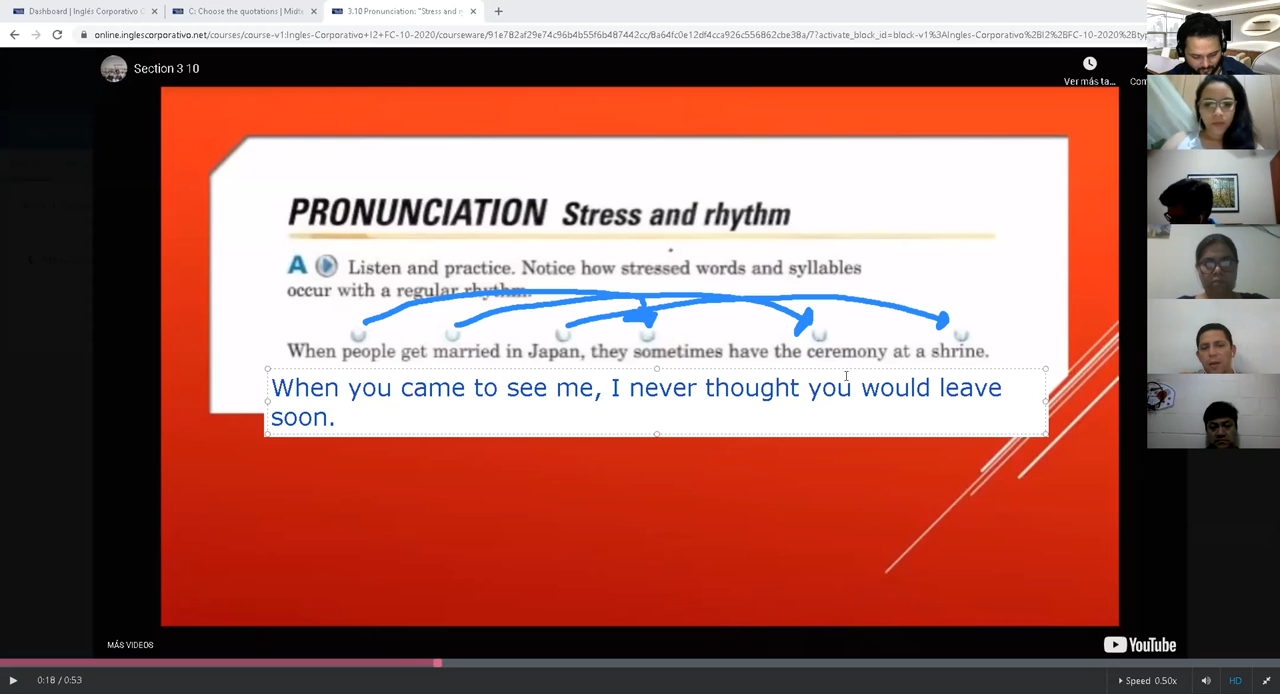 Dashboard | Inglés Corporativo
C: Choose the quotations | Midte
3.10 Pronunciation: "Stress and r
online.inglescorporativo.net/courses/course-v1:Ingles-Corporativo+I2+FC-10-2020/courseware/91e782af29e74c96b4b55f6b487442cc/8a64fc0e12df4cca926c556862cbe38a/7?activate_block_id=block-v1%3AIngles-Corporativo%2BI2%2BFC-10-2020%2Btyp
Section 3 10
Ver más ta...
Com
PRONUNCIATION Stress and rhythm
A Listen and practice. Notice how stressed words and syllables
occur with a regular rhythm.
When people get married in Japan, they sometimes have the ceremony at a shrine.
When you came to see me, I never thought you would leave
soon.
MÁS VIDEOS
YouTube
0:18 / 0:53
Speed 0.50x
HD